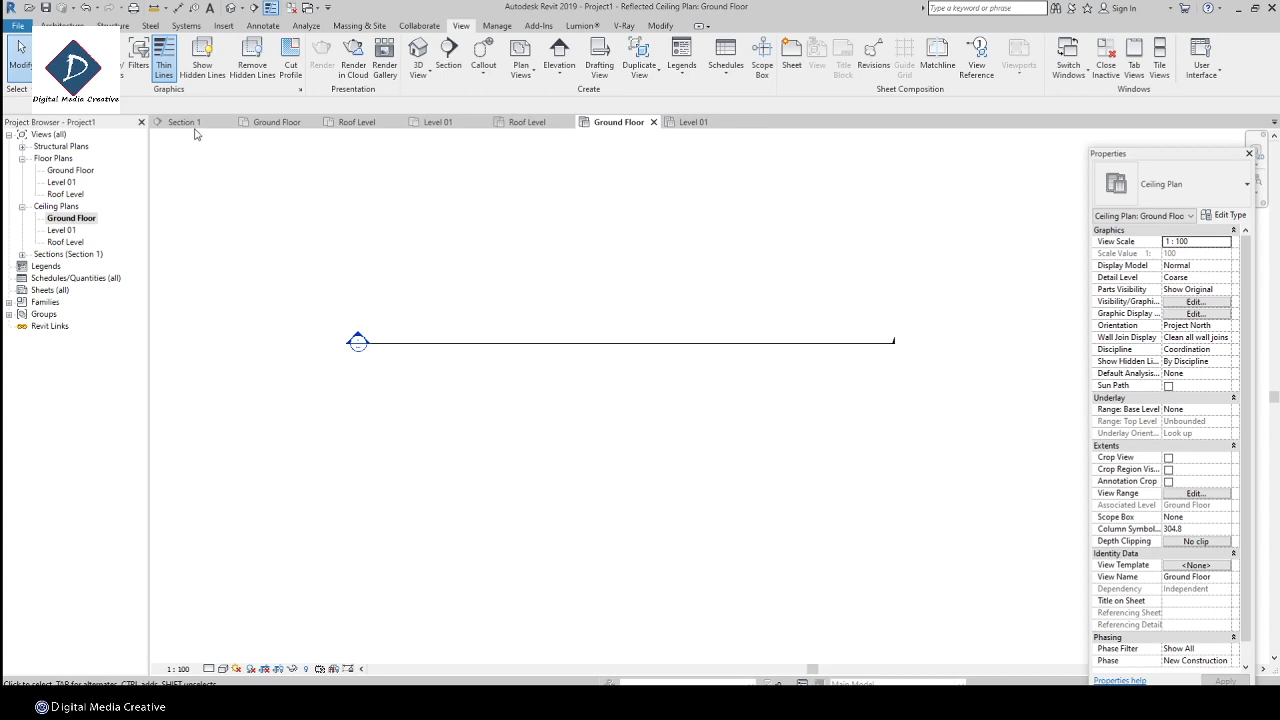 Autodesk Revit 2019 - Project1 - Reflected Ceiling Plan: Ground Floor
Type a keyword or phrase
Sign In
File Structure Steel Systems Insert Annotate Analyze Massing & Site Collaborate View Manage Add-Ins Lumion® V-Ray Modify
Modify Filters Thin Lines Show Hidden Lines Remove Hidden Lines Cut Profile Render Render in Cloud Render Gallery 3D View Section Callout Plan Views Elevation Drafting View Duplicate View Legends Schedules Scope Box Sheet View Title Block Revisions Guide Grid Matchline View Reference Viewports Switch Windows Close Inactive Tab Views Tile Views User Interface
Select Graphics Presentation Create Sheet Composition Windows
D
Digital Media Creative
Project Browser - Project1
Section 1 Ground Floor Roof Level Level 01 Roof Level Ground Floor Level 01
Views (all)
Structural Plans
Floor Plans
Ground Floor
Level 01
Roof Level
Ceiling Plans
Ground Floor
Level 01
Roof Level
Sections (Section 1)
Legends
Schedules/Quantities (all)
Sheets (all)
Families
Groups
Revit Links
Properties
Ceiling Plan
Ceiling Plan: Ground Floo Edit Type
Graphics
View Scale 1 : 100
Scale Value 1: 100
Display Model Normal
Detail Level Coarse
Parts Visibility Show Original
Visibility/Graphi... Edit...
Graphic Display ... Edit...
Orientation Project North
Wall Join Display Clean all wall joins
Discipline Coordination
Show Hidden Li... By Discipline
Default Analysis... None
Sun Path
Underlay
Range: Base Level None
Range: Top Level Unbounded
Underlay Orient... Look up
Extents
Crop View
Crop Region Vis...
Annotation Crop
View Range Edit...
Associated Level Ground Floor
Scope Box None
Column Symbol... 304.8
Depth Clipping No clip
Identity Data
View Template <None>
View Name Ground Floor
Dependency Independent
Title on Sheet
Referencing Sheet
Referencing Detail
Phasing
Phase Filter Show All
Phase New Construction
Properties help Apply
1 : 100
Click to select, TAB for alternates, CTRL adds, SHIFT unselects.
Main Model
Digital Media Creative